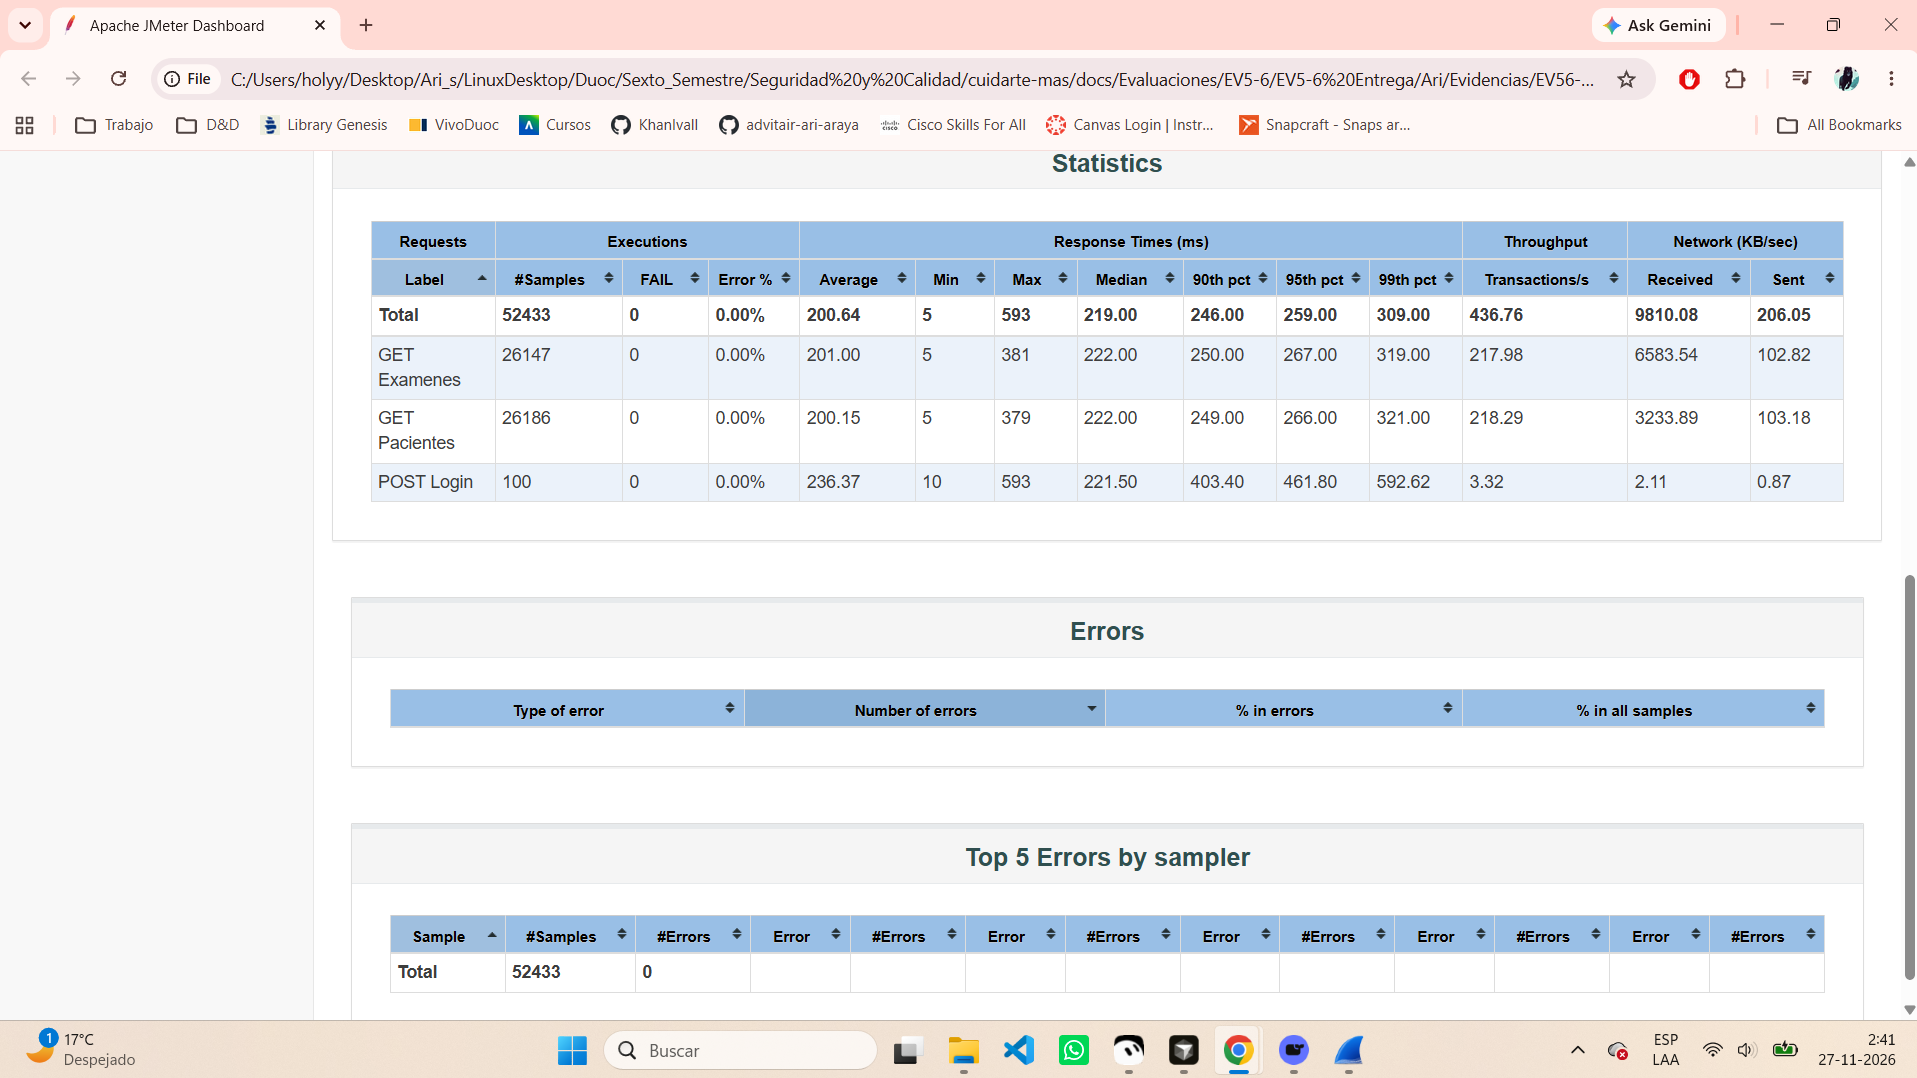 Apache JMeter Dashboard
Ask Gemini
File
C:/Users/holyy/Desktop/Ari_s/LinuxDesktop/Duoc/Sexto_Semestre/Seguridad%20y%20Calidad/cuidarte-mas/docs/Evaluaciones/EV5-6/EV5-6%20Entrega/Ari/Evidencias/EV56-...
Trabajo D&D Library Genesis VivoDuoc Cursos Khanlvall advitair-ari-araya Cisco Skills For All Canvas Login | Instr... Snapcraft - Snaps ar... All Bookmarks
Statistics
Requests Executions Response Times (ms) Throughput Network (KB/sec)
Label #Samples FAIL Error % Average Min Max Median 90th pct 95th pct 99th pct Transactions/s Received Sent
Total 52433 0 0.00% 200.64 5 593 219.00 246.00 259.00 309.00 436.76 9810.08 206.05
GET Examenes 26147 0 0.00% 201.00 5 381 222.00 250.00 267.00 319.00 217.98 6583.54 102.82
GET Pacientes 26186 0 0.00% 200.15 5 379 222.00 249.00 266.00 321.00 218.29 3233.89 103.18
POST Login 100 0 0.00% 236.37 10 593 221.50 403.40 461.80 592.62 3.32 2.11 0.87
Errors
Type of error Number of errors % in errors % in all samples
Top 5 Errors by sampler
Sample #Samples #Errors Error #Errors Error #Errors Error #Errors Error #Errors Error #Errors
Total 52433 0
1
17°C
Despejado
Buscar
ESP
LAA
2:41
27-11-2026